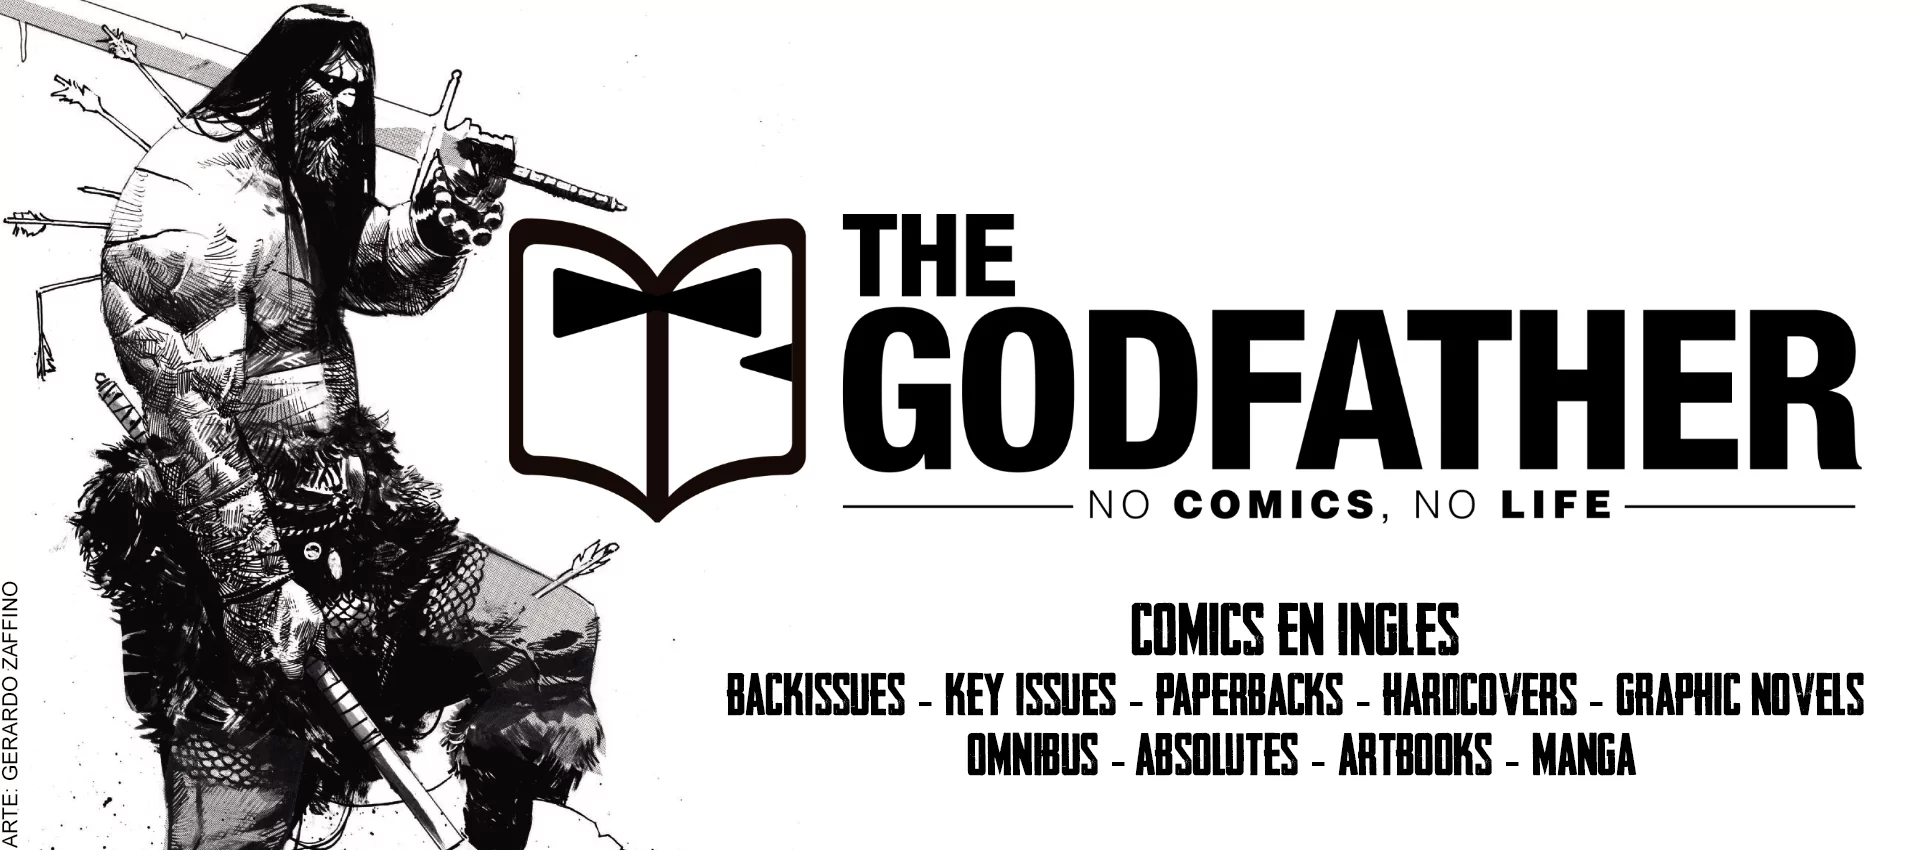 THE
GODFATHER
NO COMICS, NO LIFE
COMICS EN INGLES
BACKISSUES - KEY ISSUES - PAPERBACKS - HARDCOVERS - GRAPHIC NOVELS
OMNIBUS - ABSOLUTES - ARTBOOKS - MANGA
ARTE: GERARDO ZAFFINO